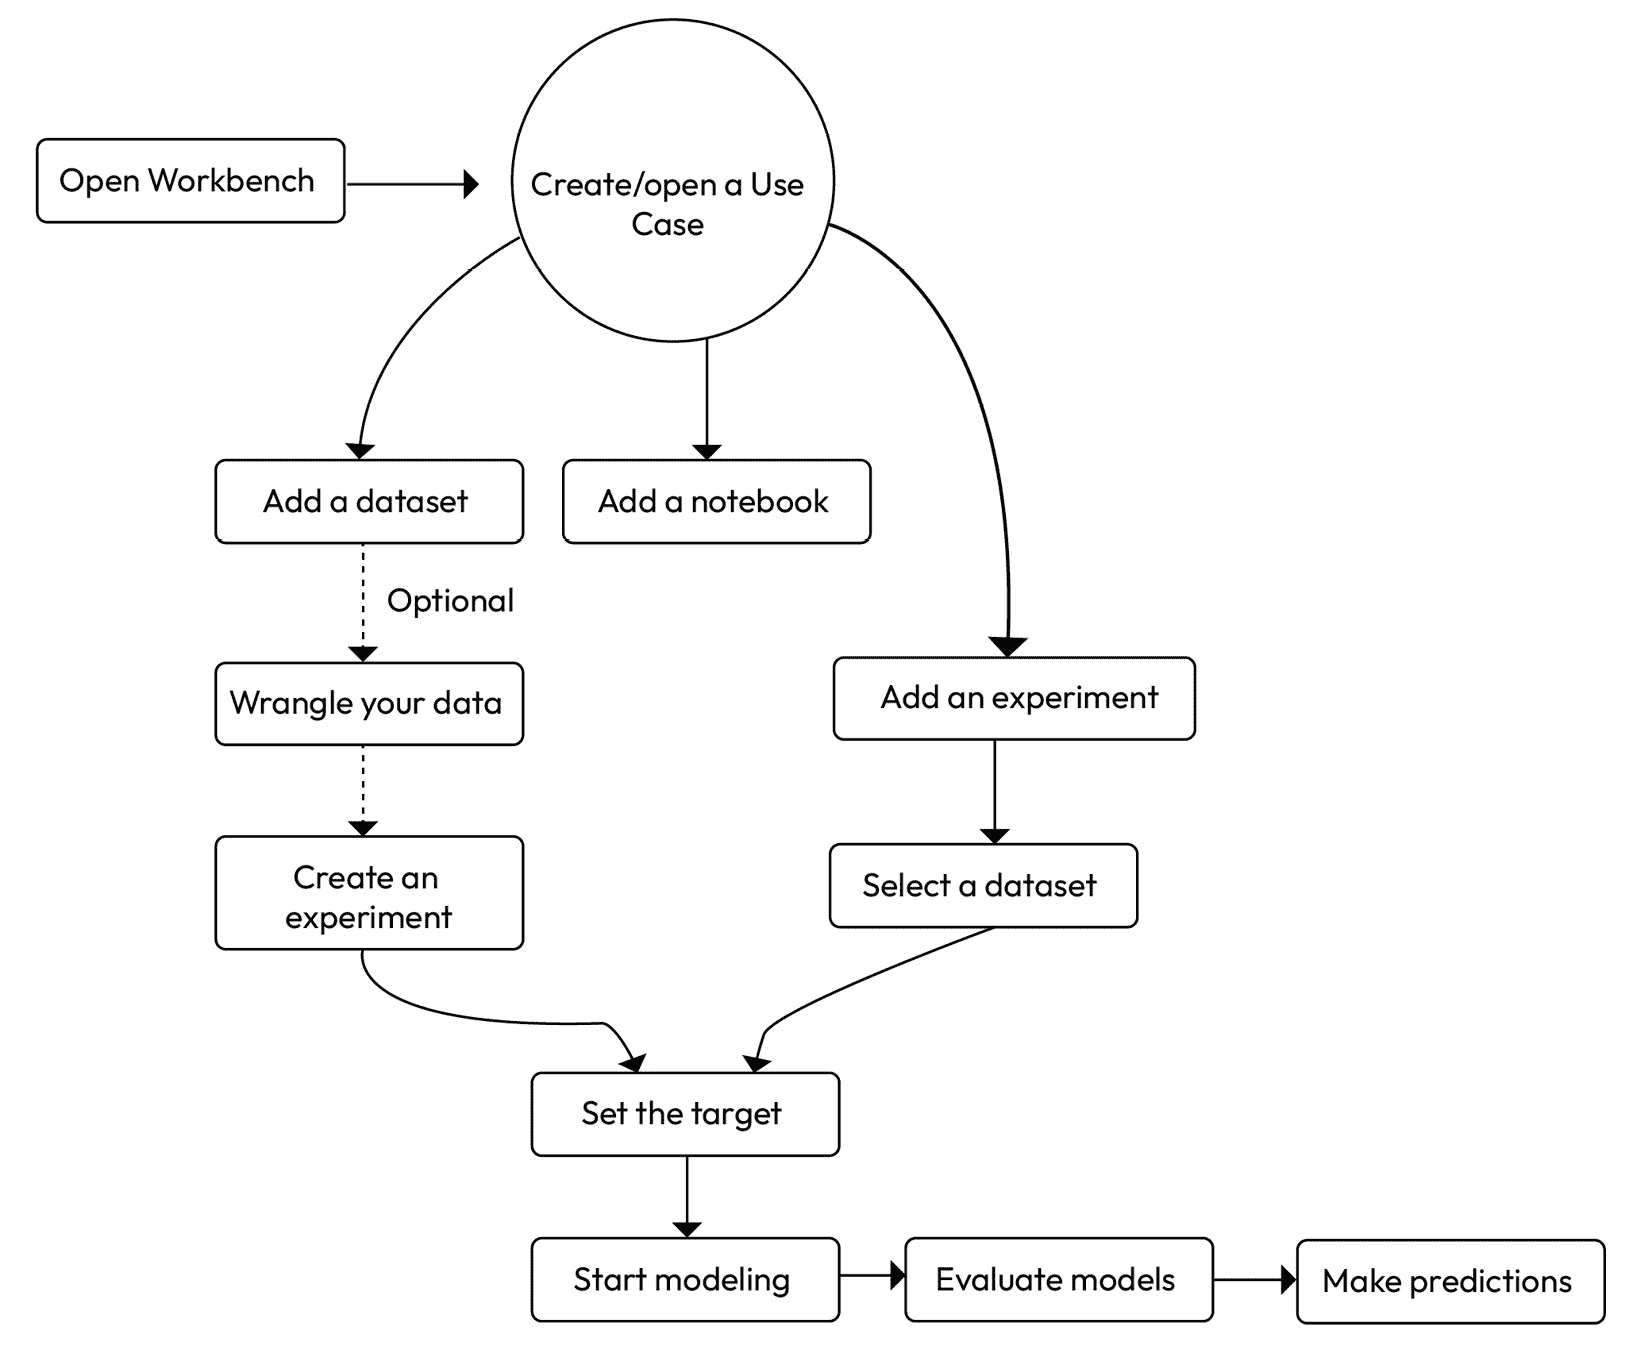 Open Workbench
Create/open a Use
Case
Add a dataset
Add a notebook
Optional
Wrangle your data
Add an experiment
Create an
experiment
Select a dataset
Set the target
Start modeling
Evaluate models
Make predictions